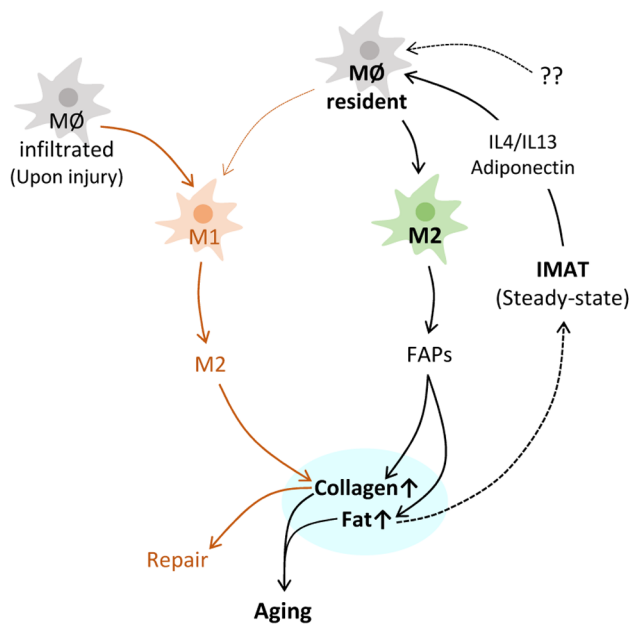 MØ
resident
??
MØ
infiltrated
(Upon injury)
IL4/IL13
Adiponectin
M1
M2
IMAT
(Steady-state)
M2
FAPs
Collagen↑
Fat↑
Repair
Aging